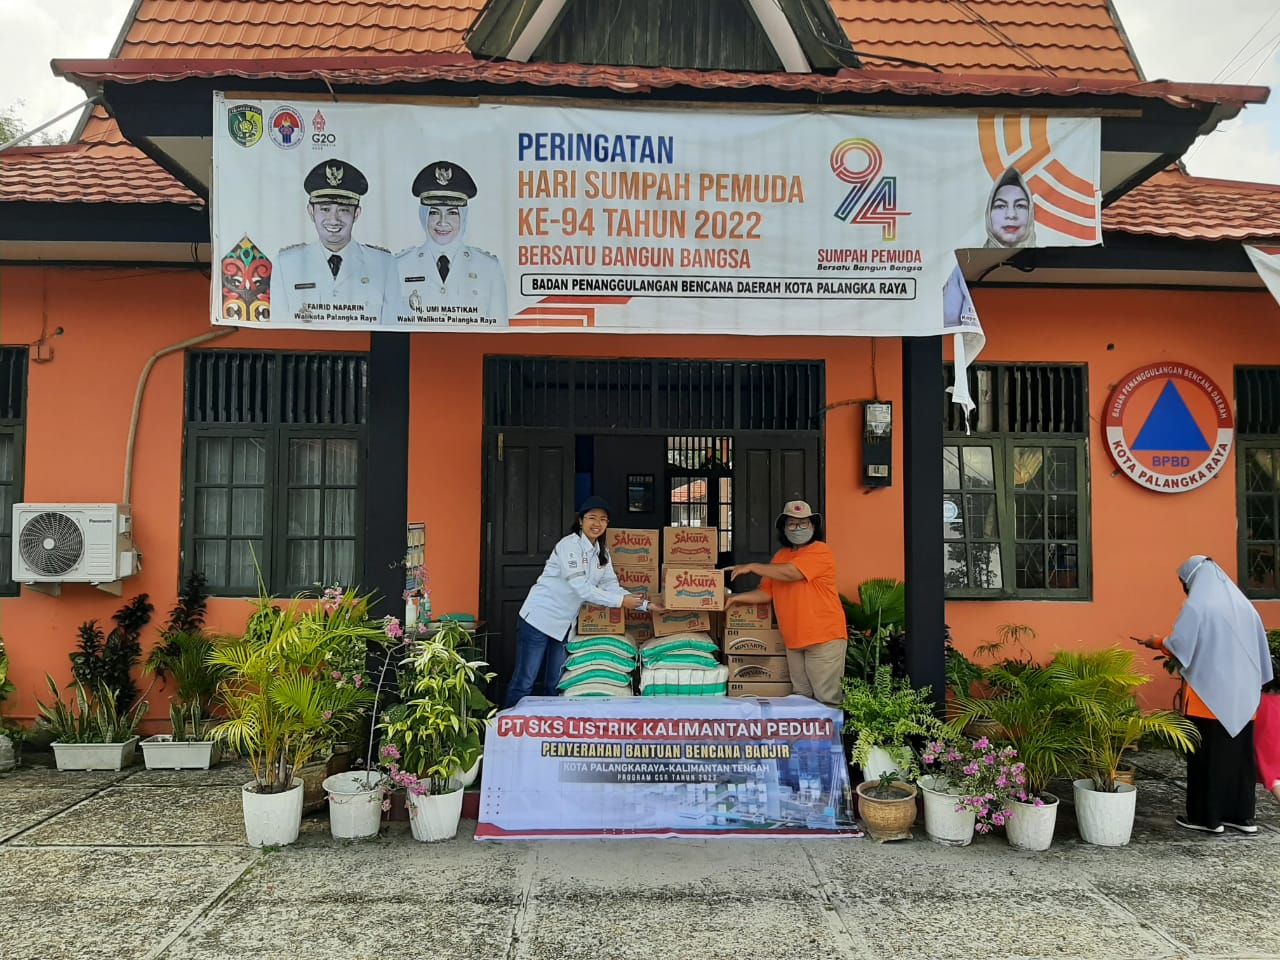 G20
PERINGATAN
HARI SUMPAH PEMUDA
KE-94 TAHUN 2022
BERSATU BANGUN BANGSA
BADAN PENANGGULANGAN BENCANA DAERAH KOTA PALANGKA RAYA
94
SUMPAH PEMUDA
Bersatu Bangun Bangsa
FAIRID NAPARIN
Walikota Palangka Raya
Hj. UMI MASTIKAH
Wakil Walikota Palangka Raya
BADAN PENANGGULANGAN BENCANA DAERAH
BPBD
KOTA PALANGKA RAYA
Panasonic
SAKURA
SAKURA
SAKURA
SAKURA
MINYAKITA
MINYAKITA
PT SKS LISTRIK KALIMANTAN PEDULI
PENYERAHAN BANTUAN BENCANA BANJIR
KOTA PALANGKARAYA-KALIMANTAN TENGAH